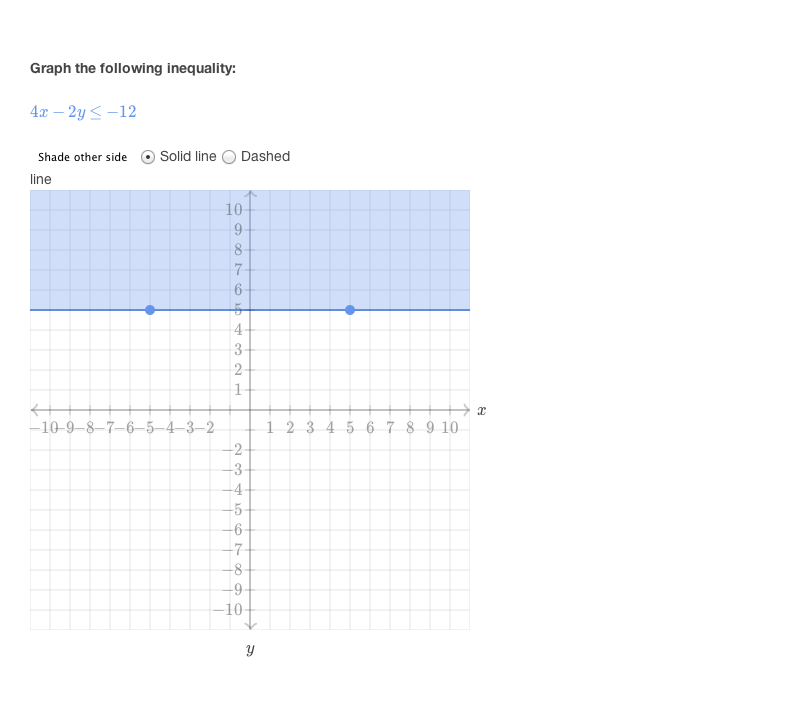 Graph the following inequality:
4x − 2y ≤ −12
Shade other side Solid line Dashed
line
10
9
8
7
6
5
4
3
2
1
x
−10 −9 −8 −7 −6 −5 −4 −3 −2 1 2 3 4 5 6 7 8 9 10
−2
−3
−4
−5
−6
−7
−8
−9
−10
y